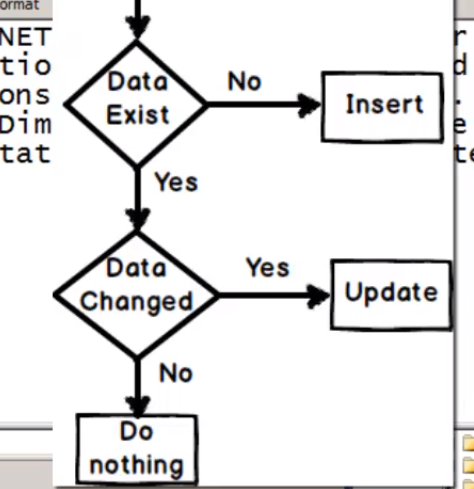 ormat
NET
r
tio
d
ons
.
Dim
e
tat
te
Data
Exist
No
Insert
Yes
Data
Changed
Yes
Update
No
Do
nothing